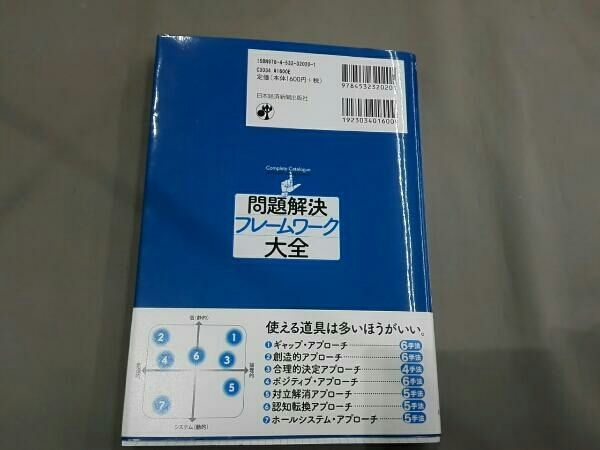 C0034 ¥1600E
定価(本体1600円+税)
日本経済新聞出版社
9784532320201
1923034016004
Complete Catalogue
問題解決
フレームワーク
大全
使える道具は多いほうがいい。
1 ギャップ・アプローチ 6手法
2 創造的アプローチ 6手法
3 合理的決定アプローチ 4手法
4 ポジティブ・アプローチ 6手法
5 対立解消アプローチ 5手法
6 認知転換アプローチ 5手法
7 ホールシステム・アプローチ 5手法
2
1
4
6
3
5
7
システム(動的)